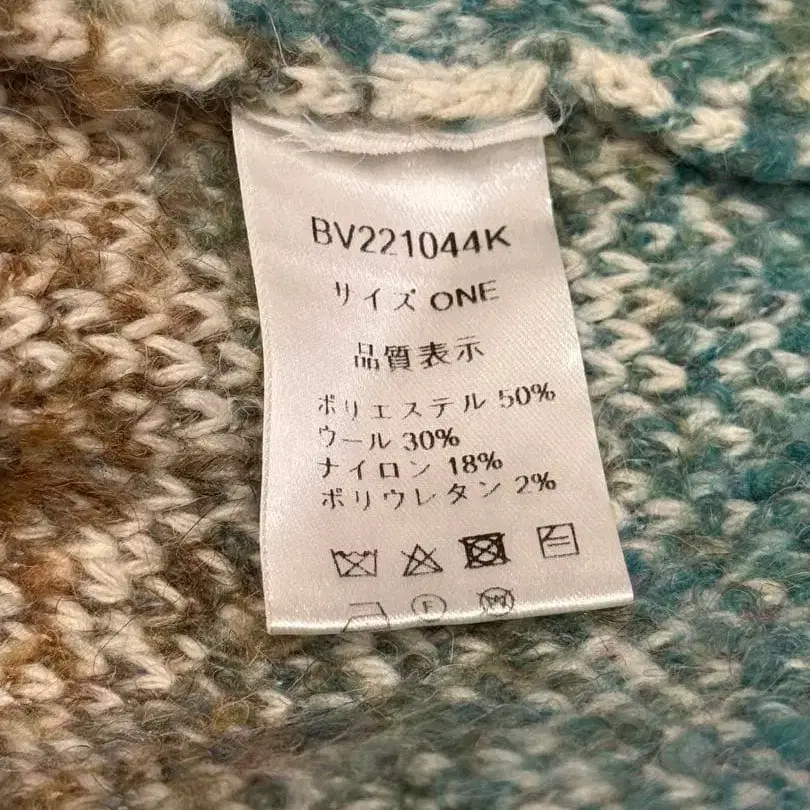 BV221044K
サイズ ONE
品質表示
ポリエステル 50%
ウール 30%
ナイロン 18%
ポリウレタン 2%
F
W